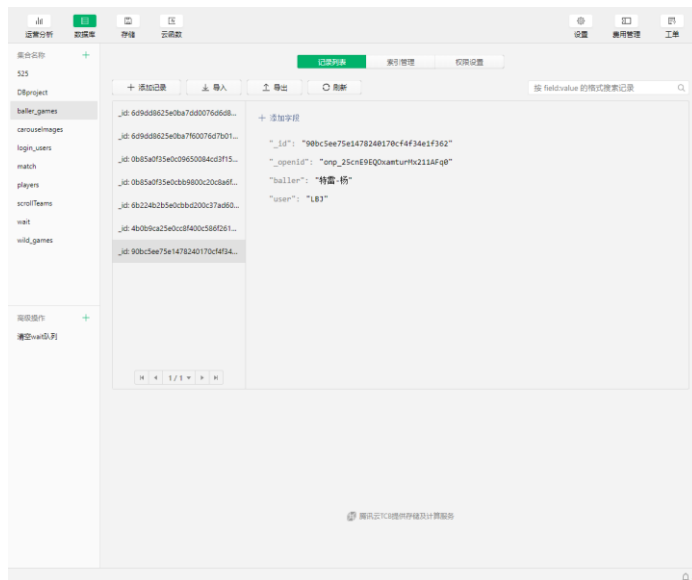 运营分析 数据库 存储 云函数 设置 费用管理 工单
集合名称
525
DBproject
baller_games
carouseImages
login_users
match
players
scrollTeams
wait
wild_games
高级操作
清空wait队列
记录列表 索引管理 权限设置
添加记录 导入 导出 刷新 按 field:value 的格式搜索记录
_id: 6d9dd8625e0ba7dd0076d6d8...
_id: 6d9dd8625e0ba7f60076d7b01...
_id: 0b85a0f35e0c09650084cd3f15...
_id: 0b85a0f35e0cbb9800c20c8a6f...
_id: 6b224b2b5e0cbbd200c37ad60...
_id: 4b0b9ca25e0cc8f400c586f261...
_id: 90bc5ee75e1478240170cf4f34...
1 / 1
+ 添加字段
"_id": "90bc5ee75e1478240170cf4f34e1f362"
"_openid": "onp_25cnE9EQOxamturMx211AFq0"
"baller": "特雷-杨"
"user": "LBJ"
腾讯云TCB提供存储及计算服务